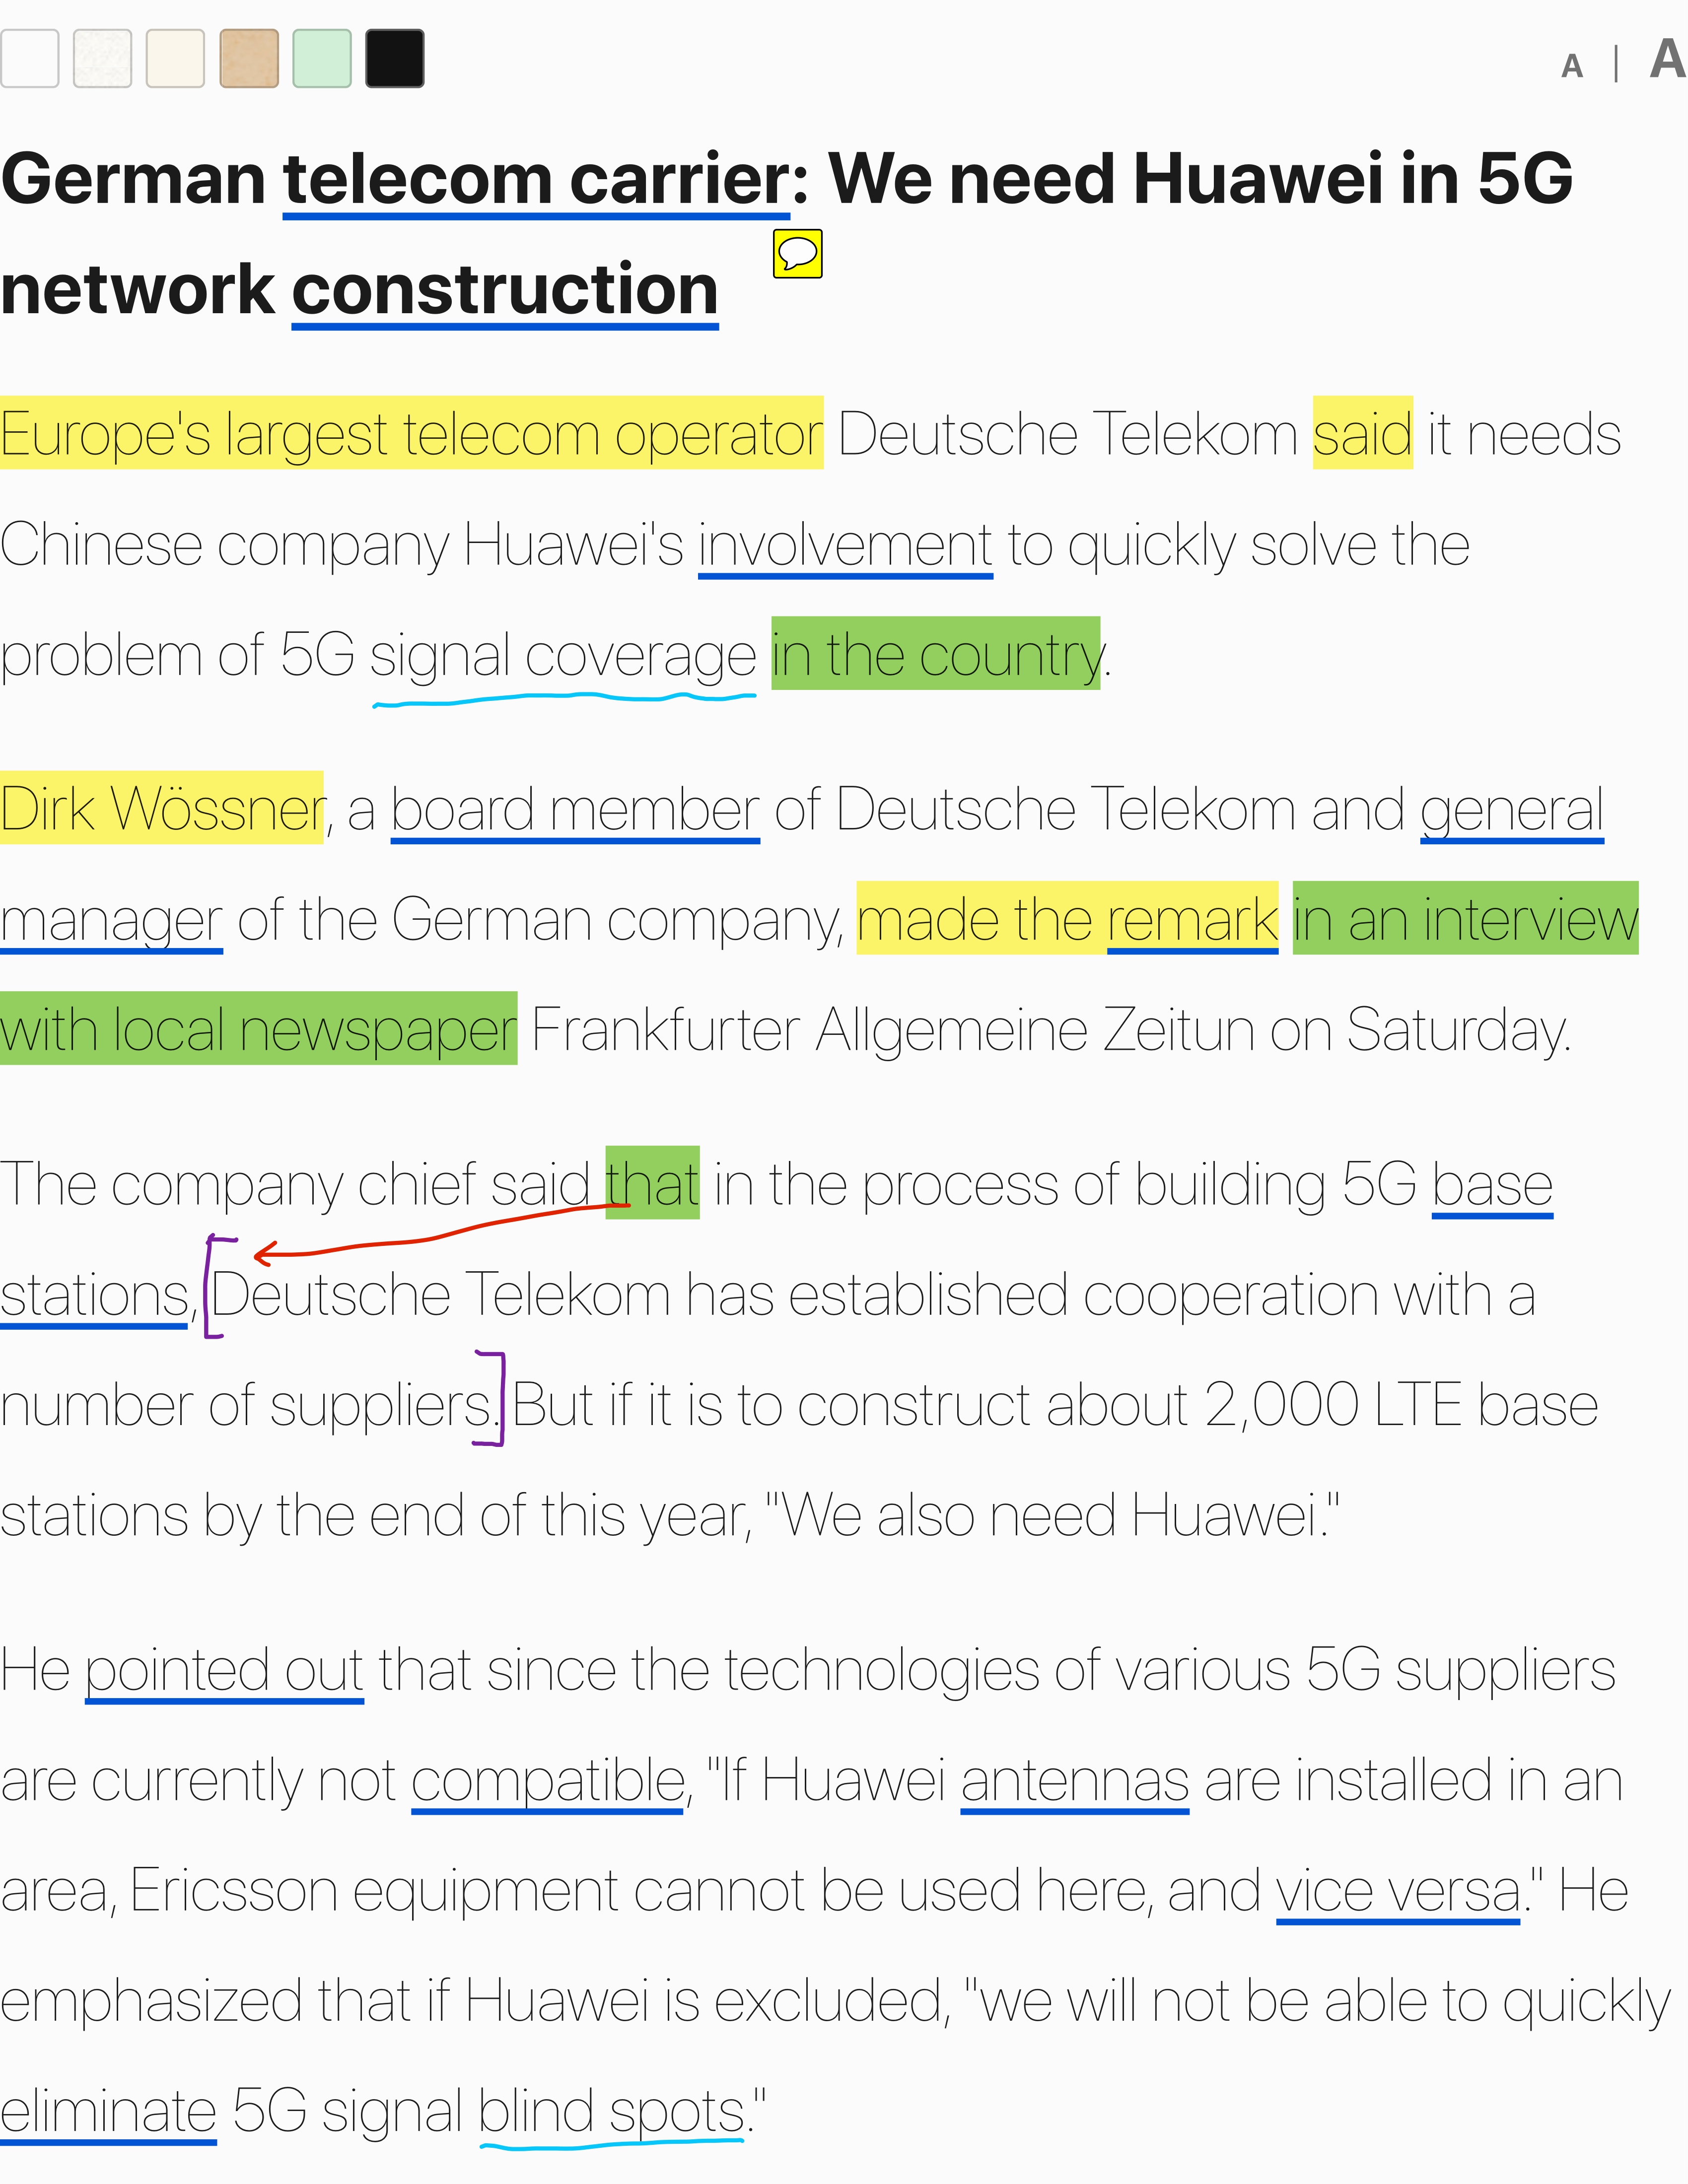 A | A
German telecom carrier: We need Huawei in 5G
network construction
Europe's largest telecom operator Deutsche Telekom said it needs
Chinese company Huawei's involvement to quickly solve the
problem of 5G signal coverage in the country.
Dirk Wössner, a board member of Deutsche Telekom and general
manager of the German company, made the remark in an interview
with local newspaper Frankfurter Allgemeine Zeitun on Saturday.
The company chief said that in the process of building 5G base
stations, Deutsche Telekom has established cooperation with a
number of suppliers. But if it is to construct about 2,000 LTE base
stations by the end of this year, "We also need Huawei."
He pointed out that since the technologies of various 5G suppliers
are currently not compatible, "If Huawei antennas are installed in an
area, Ericsson equipment cannot be used here, and vice versa." He
emphasized that if Huawei is excluded, "we will not be able to quickly
eliminate 5G signal blind spots."